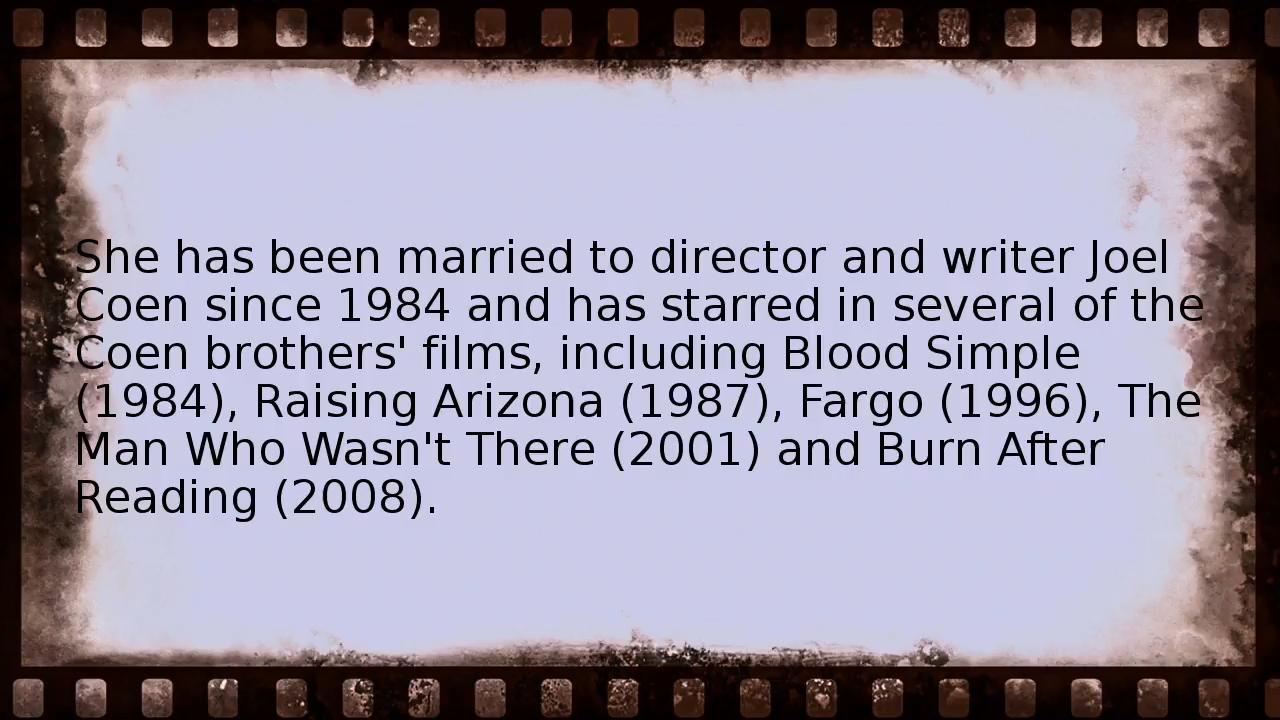 She has been married to director and writer Joel
Coen since 1984 and has starred in several of the
Coen brothers' films, including Blood Simple
(1984), Raising Arizona (1987), Fargo (1996), The
Man Who Wasn't There (2001) and Burn After
Reading (2008).